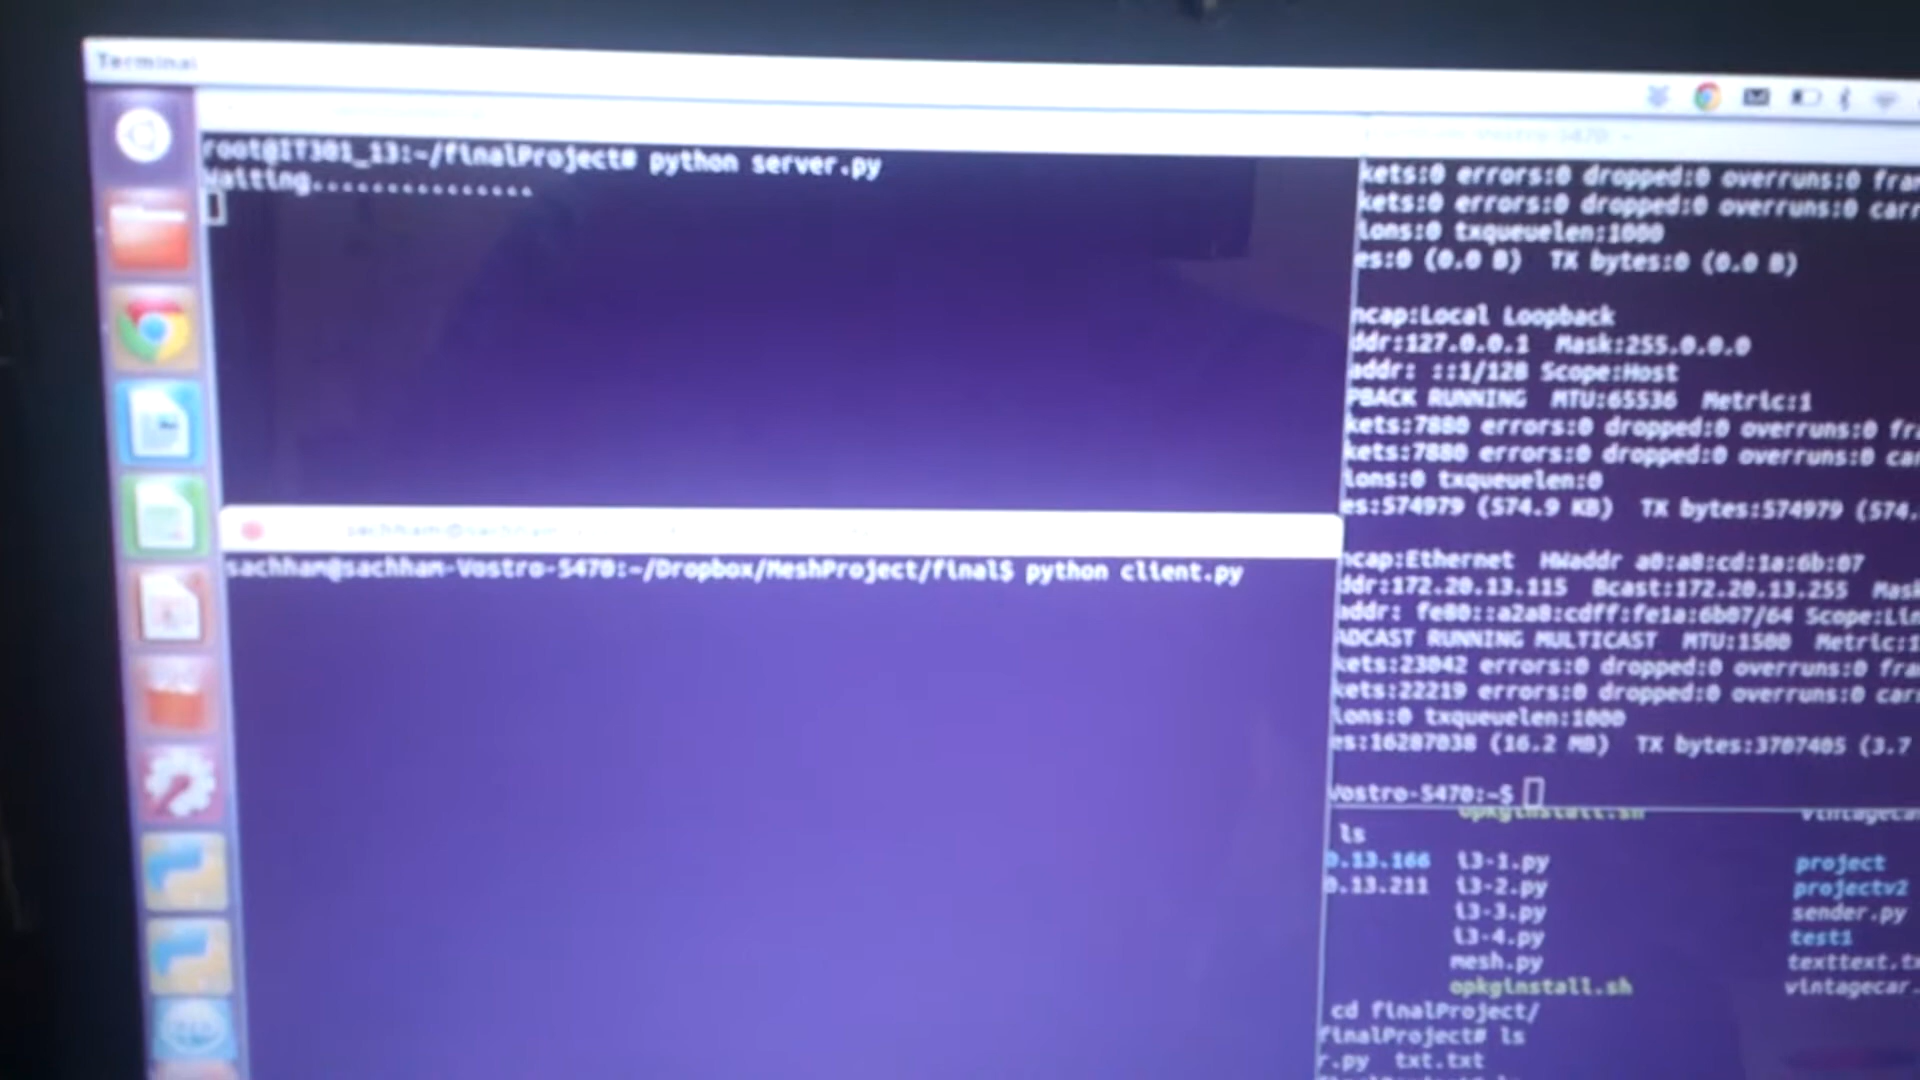 Terminal
root@IT301_13:~/finalProject# python server.py
Waiting...............
sachham@sachham-Vostro-5470:~/Dropbox/MeshProject/final$ python client.py
kets:0 errors:0 dropped:0 overruns:0 fra
kets:0 errors:0 dropped:0 overruns:0 carr
ions:0 txqueuelen:1000
es:0 (0.0 B) TX bytes:0 (0.0 B)
ncap:Local Loopback
ddr:127.0.0.1 Mask:255.0.0.0
addr: ::1/128 Scope:Host
PBACK RUNNING MTU:65536 Metric:1
kets:7880 errors:0 dropped:0 overruns:0 fra
kets:7880 errors:0 dropped:0 overruns:0 car
ions:0 txqueuelen:0
es:574979 (574.9 KB) TX bytes:574979 (574.
ncap:Ethernet HWaddr a0:a8:cd:1a:6b:07
ddr:172.20.13.115 Bcast:172.20.13.255 Mask
addr: fe80::a2a8:cdff:fe1a:6b07/64 Scope:Lin
ADCAST RUNNING MULTICAST MTU:1500 Metric:1
kets:23042 errors:0 dropped:0 overruns:0 fra
kets:22219 errors:0 dropped:0 overruns:0 car
ions:0 txqueuelen:1000
es:16287038 (16.2 MB) TX bytes:3707405 (3.7
Vostro-5470:~$
opkginstall.sh vintagecar
ls
0.13.166 i3-1.py project
0.13.211 i3-2.py projectv2
i3-3.py sender.py
i3-4.py test1
mesh.py texttext.tx
opkginstall.sh vintagecar.
cd finalProject/
finalProject# ls
r.py txt.txt